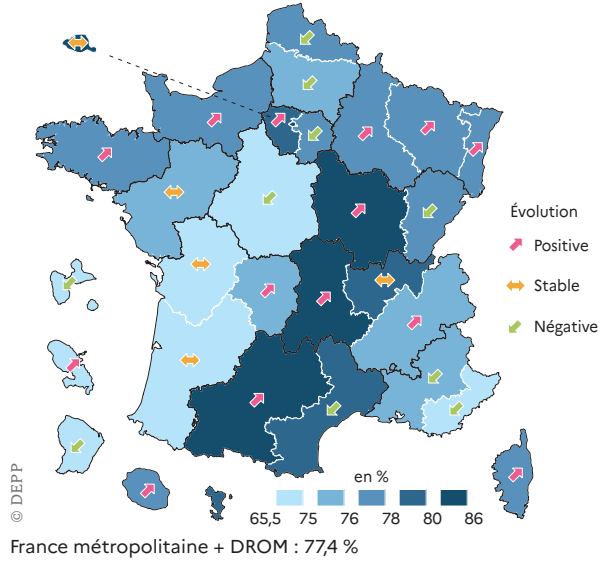 Évolution
Positive
Stable
Négative
© DEPP
en %
65,5 75 76 78 80 86
France métropolitaine + DROM : 77,4 %